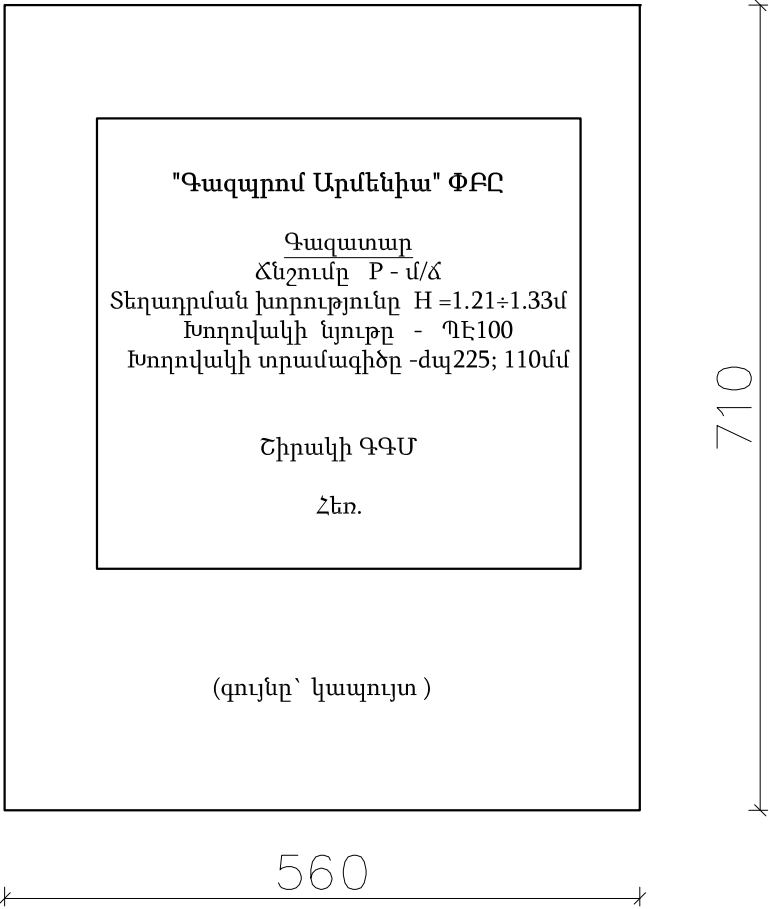 "Գազպրոմ Արմենիա" ՓԲԸ
Գազատար
Ճնշումը P - մ/ճ
Տեղադրման խորությունը H =1.21÷1.33մ
Խողովակի նյութը - ՊԷ100
Խողովակի տրամագիծը -ժպ225; 110մմ
Շիրակի ԳԳՄ
Հեռ.
710
(գույնը՝ կապույտ )
560